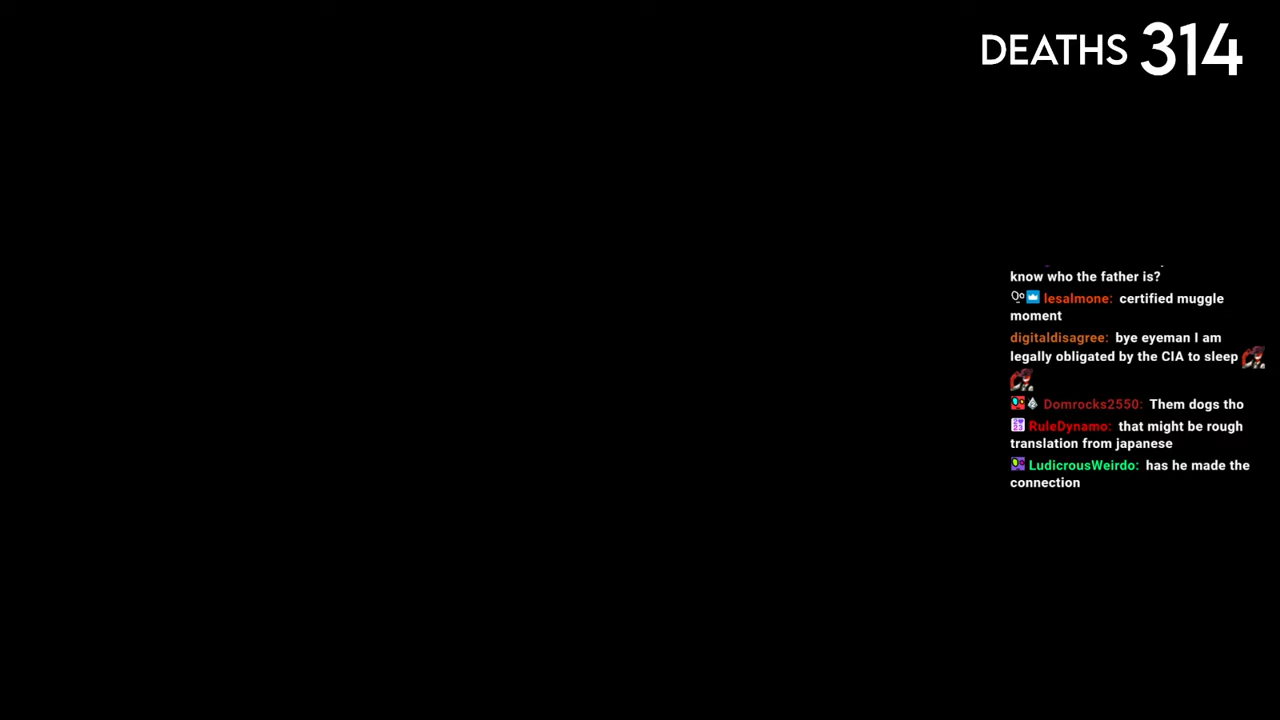 DEATHS 314
know who the father is?
lesalmone: certified muggle
moment
digitaldisagree: bye eyeman I am
legally obligated by the CIA to sleep
Domrocks2550: Them dogs tho
RuleDynamo: that might be rough
translation from japanese
LudicrousWeirdo: has he made the
connection